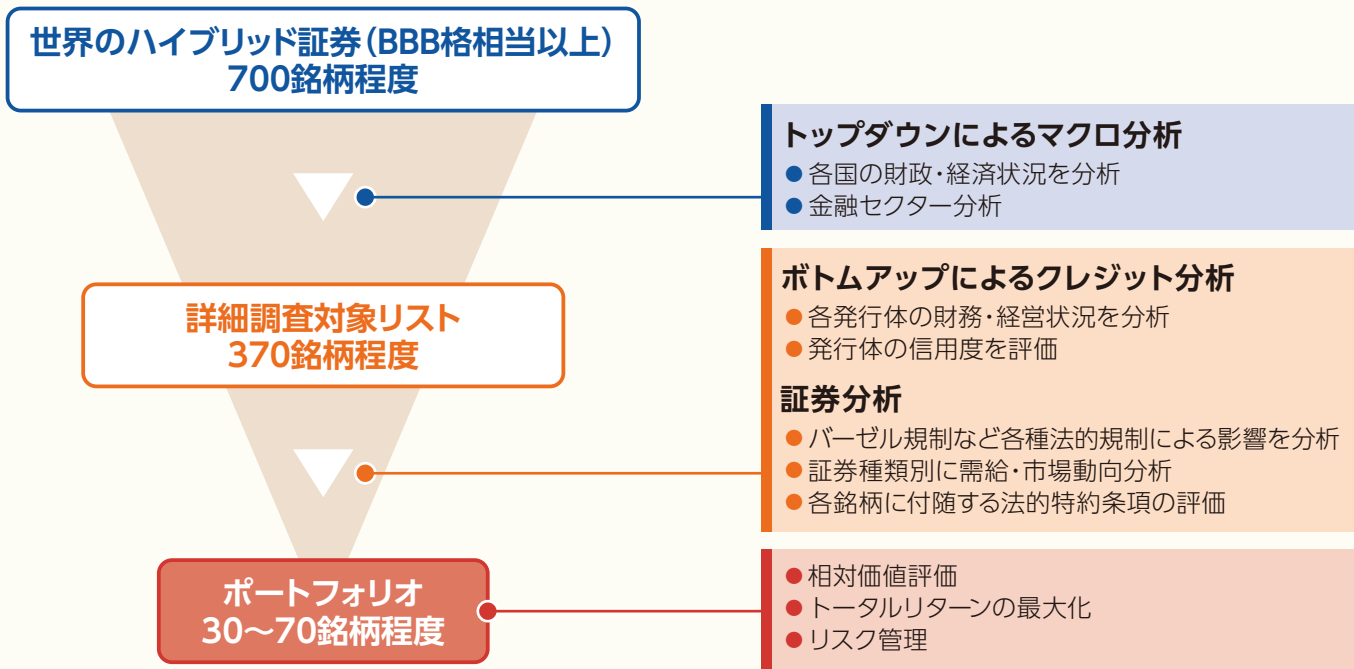 世界のハイブリッド証券（BBB格相当以上）
700銘柄程度
トップダウンによるマクロ分析
●各国の財政・経済状況を分析
●金融セクター分析
詳細調査対象リスト
370銘柄程度
ボトムアップによるクレジット分析
●各発行体の財務・経営状況を分析
●発行体の信用度を評価
証券分析
●バーゼル規制など各種法的規制による影響を分析
●証券種類別に需給・市場動向分析
●各銘柄に付随する法的特約条項の評価
ポートフォリオ
30〜70銘柄程度
●相対価値評価
●トータルリターンの最大化
●リスク管理